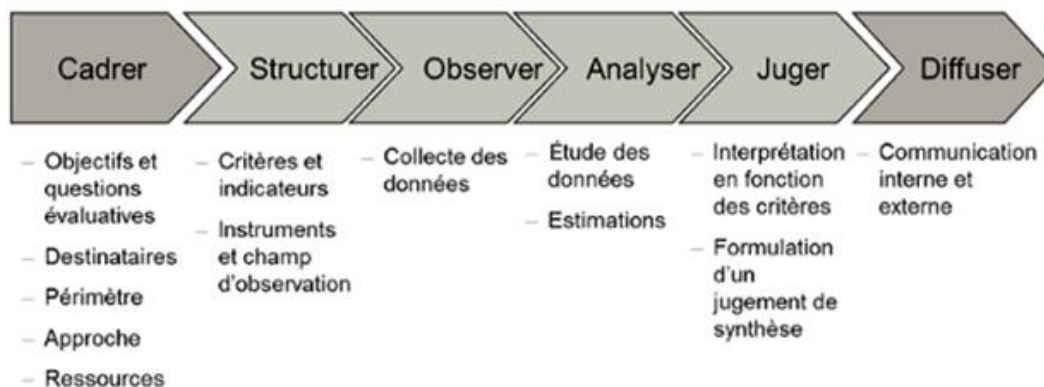 Cadrer
Structurer
Observer
Analyser
Juger
Diffuser
– Objectifs et
questions
évaluatives
– Destinataires
– Périmètre
– Approche
– Ressources
– Critères et
indicateurs
– Instruments
et champ
d'observation
– Collecte des
données
– Étude des
données
– Estimations
– Interprétation
en fonction
des critères
– Formulation
d'un
jugement de
synthèse
– Communication
interne et
externe